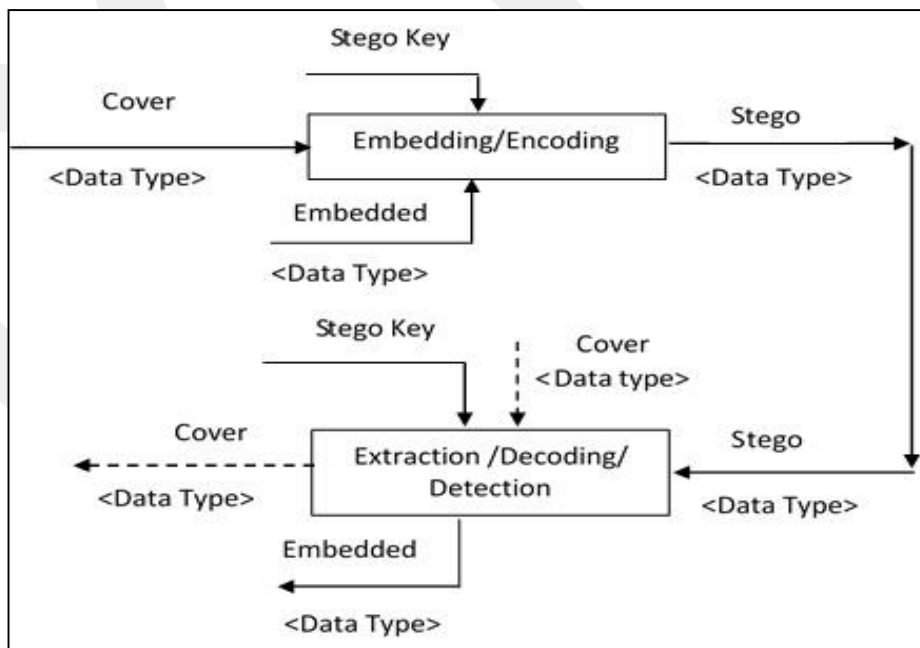 Stego Key
Cover
Embedding/Encoding
Stego
<Data Type>
<Data Type>
Embedded
<Data Type>
Stego Key
Cover
<Data type>
Cover
Extraction /Decoding/
Detection
Stego
<Data Type>
<Data Type>
Embedded
<Data Type>